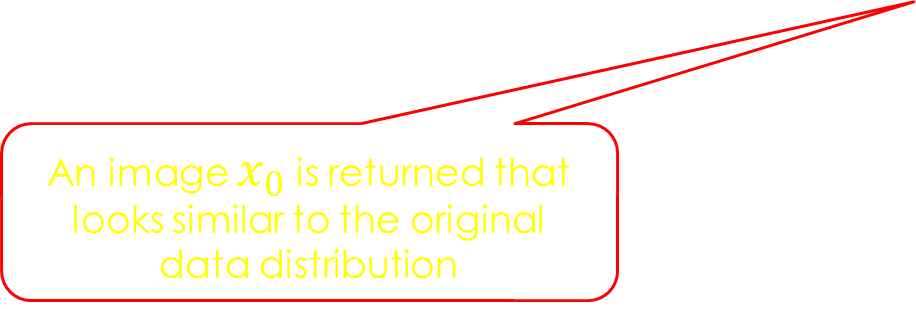 An image 𝒙₀ is returned that
looks similar to the original
data distribution